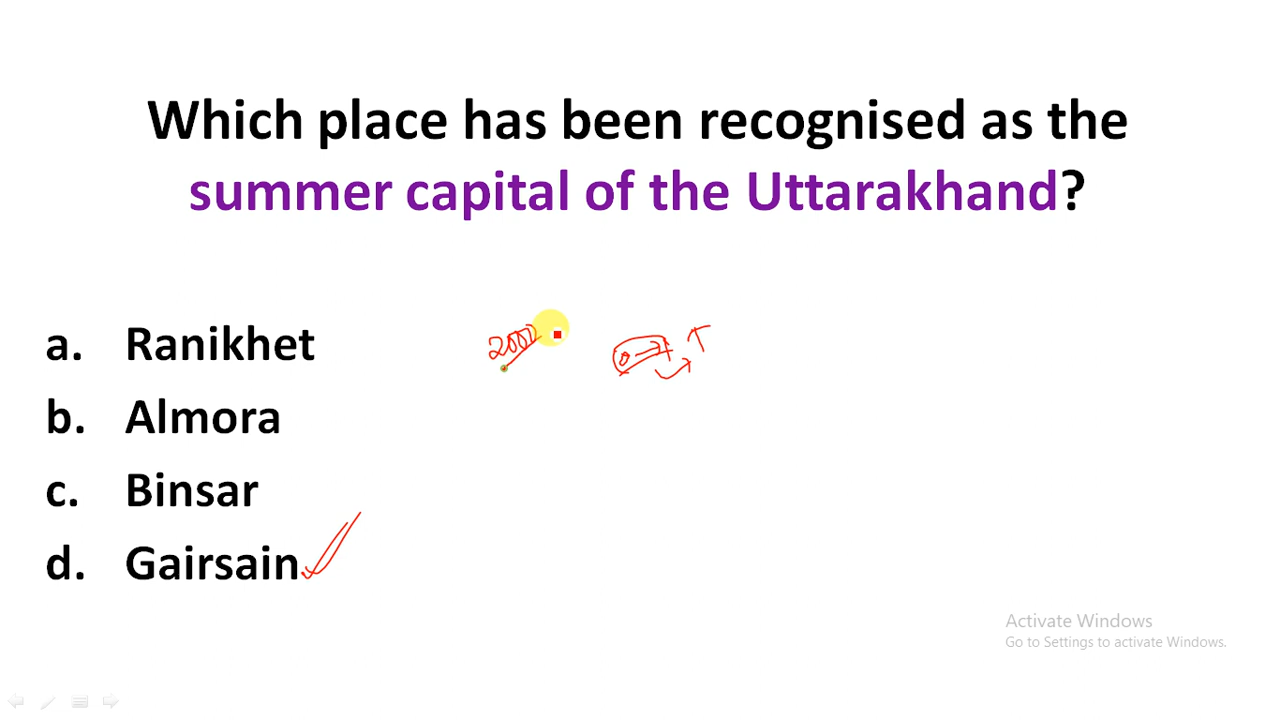 Which place has been recognised as the
summer capital of the Uttarakhand?
a. Ranikhet
b. Almora
c. Binsar
d. Gairsain
2000
Activate Windows
Go to Settings to activate Windows.